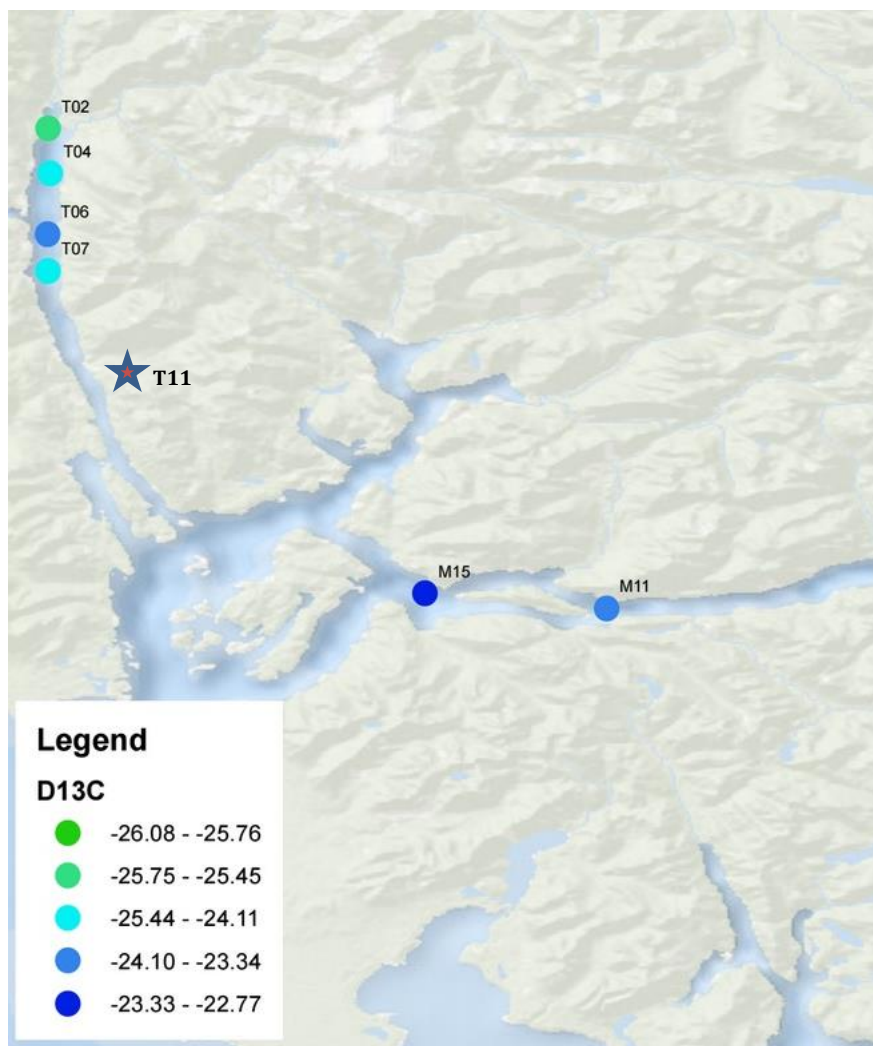 T02
T04
T06
T07
T11
M15
M11
Legend
D13C
-26.08 - -25.76
-25.75 - -25.45
-25.44 - -24.11
-24.10 - -23.34
-23.33 - -22.77